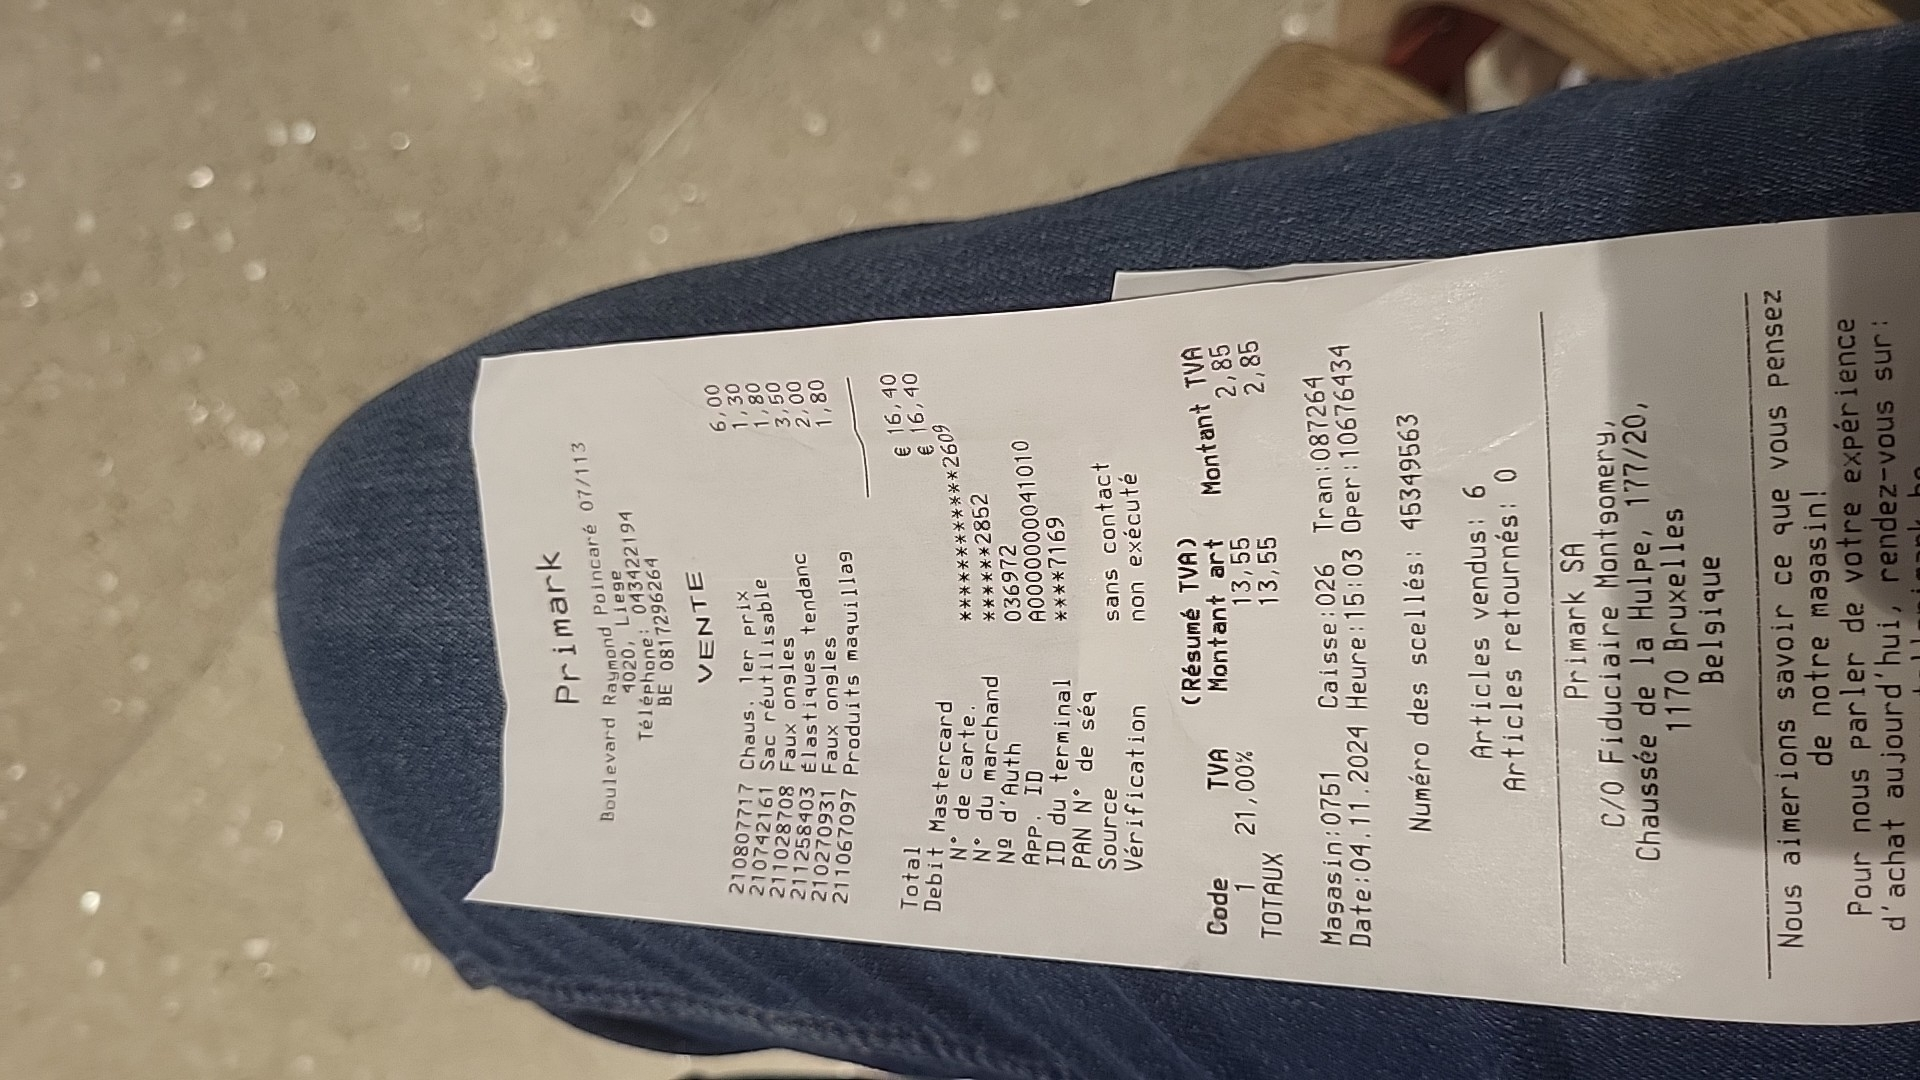 Primark
Boulevard Raymond Poincaré 07/113
4020, Liege
Téléphone: 043422194
BE 0817296264
VENTE
210807717 Chaus. 1er prix 6,00
210742161 Sac réutilisable 1,30
211028708 Faux ongles 1,80
211258403 Élastiques tendanc 3,50
210270931 Faux ongles 2,00
211067097 Produits maquillag 1,80
Total € 16,40
Debit Mastercard € 16,40
N° de carte. ************2609
N° du marchand ******2852
Nº d'Auth 036972
App. ID A0000000041010
ID du terminal ****7169
PAN N° de séq
Source sans contact
Vérification non exécuté
(Résumé TVA)
Code TVA Montant art Montant TVA
1 21,00% 13,55 2,85
TOTAUX 13,55 2,85
Magasin:0751 Caisse:026 Tran:087264
Date:04.11.2024 Heure:15:03 Oper:10676434
Numéro des scellés: 45349563
Articles vendus: 6
Articles retournés: 0
Primark SA
C/O Fiduciaire Montgomery,
Chaussée de la Hulpe, 177/20,
1170 Bruxelles
Belgique
Nous aimerions savoir ce que vous pensez
de notre magasin!
Pour nous parler de votre expérience
d'achat aujourd'hui, rendez-vous sur: